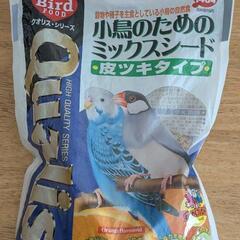 Bird
FOOD
クオリス・シリーズ
穀物や種子を主食としている小鳥の自然食
小鳥のための
ミックスシード
皮ツキタイプ
Qualis
HIGH QUALITY SERIES